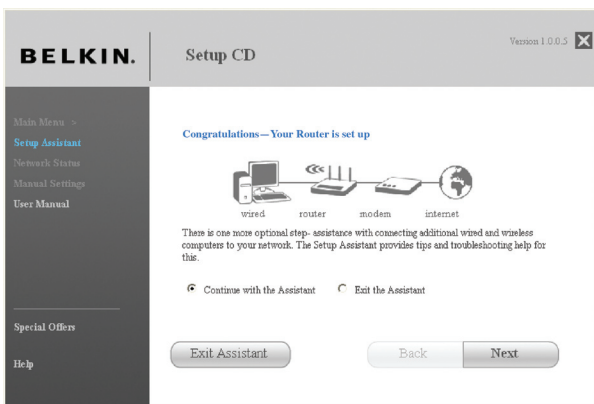 BELKIN.
Setup CD
Version 1.0.0.5
Main Menu >
Setup Assistant
Network Status
Manual Settings
User Manual
Special Offers
Help
Congratulations—Your Router is set up
wired router modem internet
There is one more optional step- assistance with connecting additional wired and wireless
computers to your network. The Setup Assistant provides tips and troubleshooting help for
this.
Continue with the Assistant Exit the Assistant
Exit Assistant Back Next